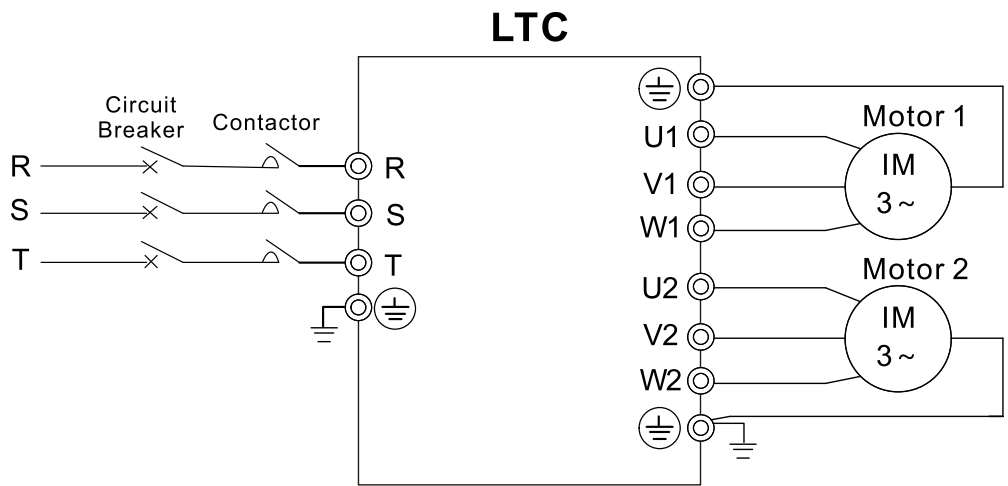 LTC
Circuit
Breaker
Contactor
R
S
T
R
S
T
U1
V1
W1
U2
V2
W2
Motor 1
IM
3~
Motor 2
IM
3~